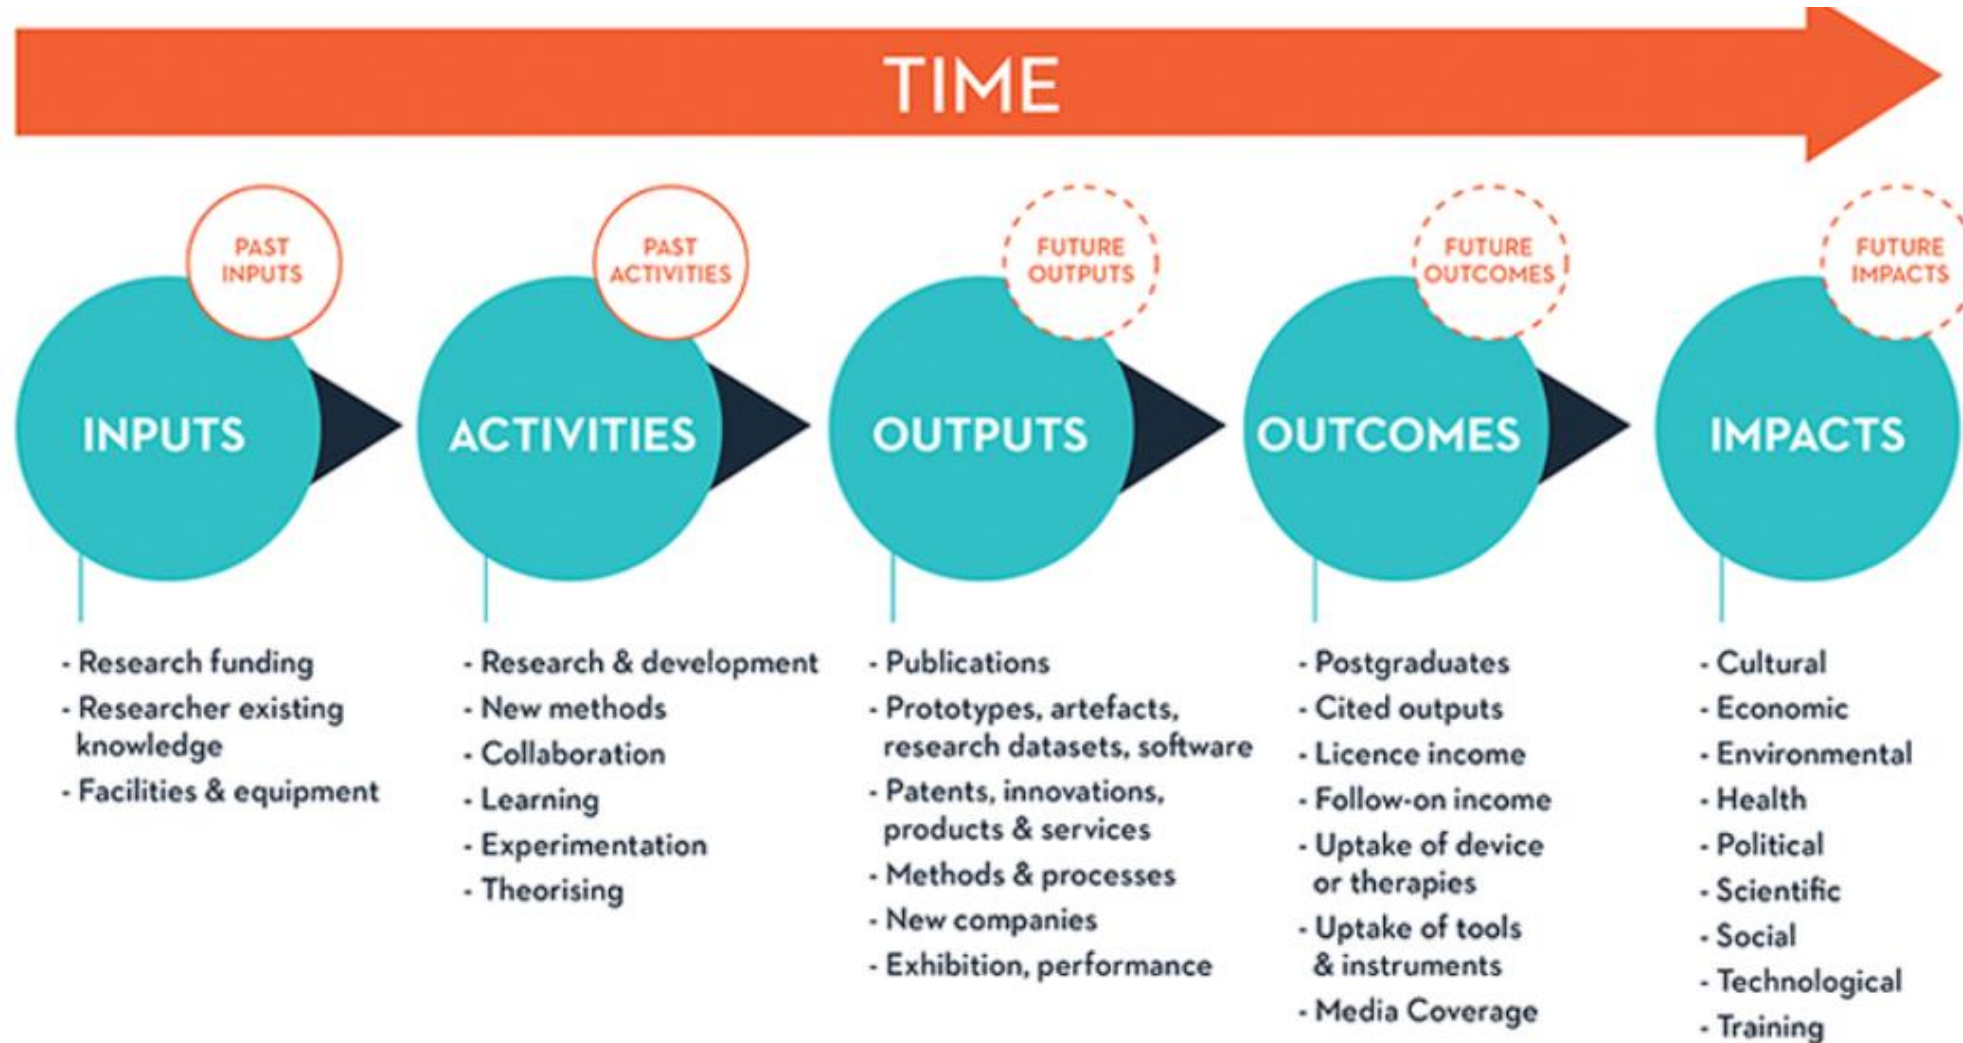 TIME
PAST
INPUTS
PAST
ACTIVITIES
FUTURE
OUTPUTS
FUTURE
OUTCOMES
FUTURE
IMPACTS
INPUTS
ACTIVITIES
OUTPUTS
OUTCOMES
IMPACTS
- Research funding
- Researcher existing
knowledge
- Facilities & equipment
- Research & development
- New methods
- Collaboration
- Learning
- Experimentation
- Theorising
- Publications
- Prototypes, artefacts,
research datasets, software
- Patents, innovations,
products & services
- Methods & processes
- New companies
- Exhibition, performance
- Postgraduates
- Cited outputs
- Licence income
- Follow-on income
- Uptake of device
or therapies
- Uptake of tools
& instruments
- Media Coverage
- Cultural
- Economic
- Environmental
- Health
- Political
- Scientific
- Social
- Technological
- Training